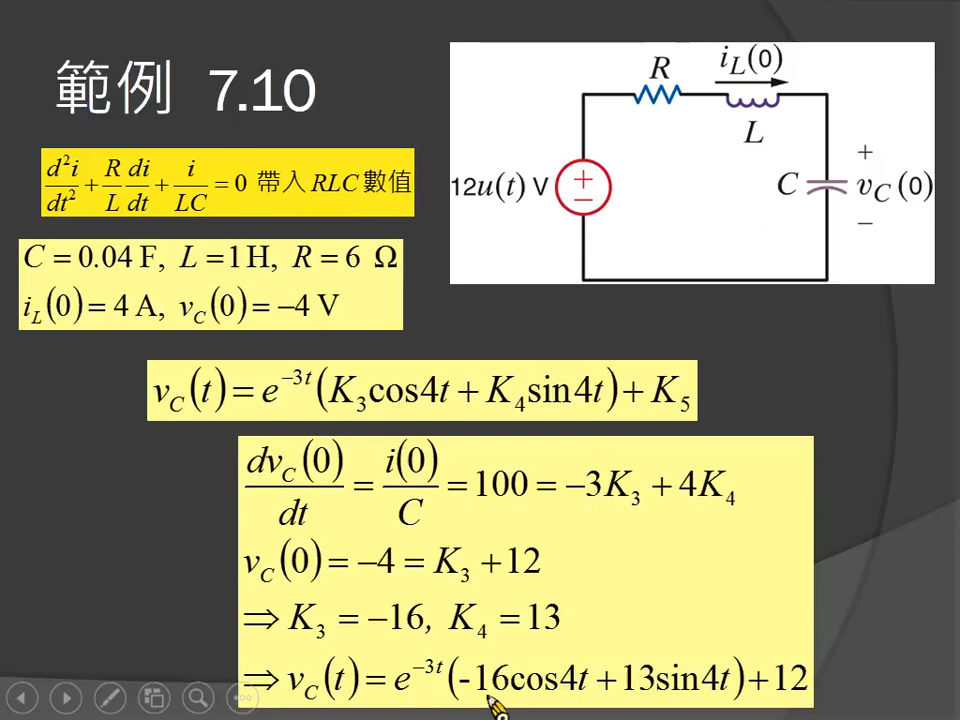 範例 7.10
d²i/dt² + R/L di/dt + i/LC = 0 帶入 RLC 數值
C = 0.04 F, L = 1 H, R = 6 Ω
i_L(0) = 4 A, v_C(0) = −4 V
R
i_L(0)
L
12u(t) V
+
−
C
+
v_C(0)
−
v_C(t) = e^{−3t}(K₃cos4t + K₄sin4t) + K₅
dv_C(0)/dt = i(0)/C = 100 = −3K₃ + 4K₄
v_C(0) = −4 = K₃ + 12
⇒ K₃ = −16, K₄ = 13
⇒ v_C(t) = e^{−3t}(-16cos4t + 13sin4t) + 12